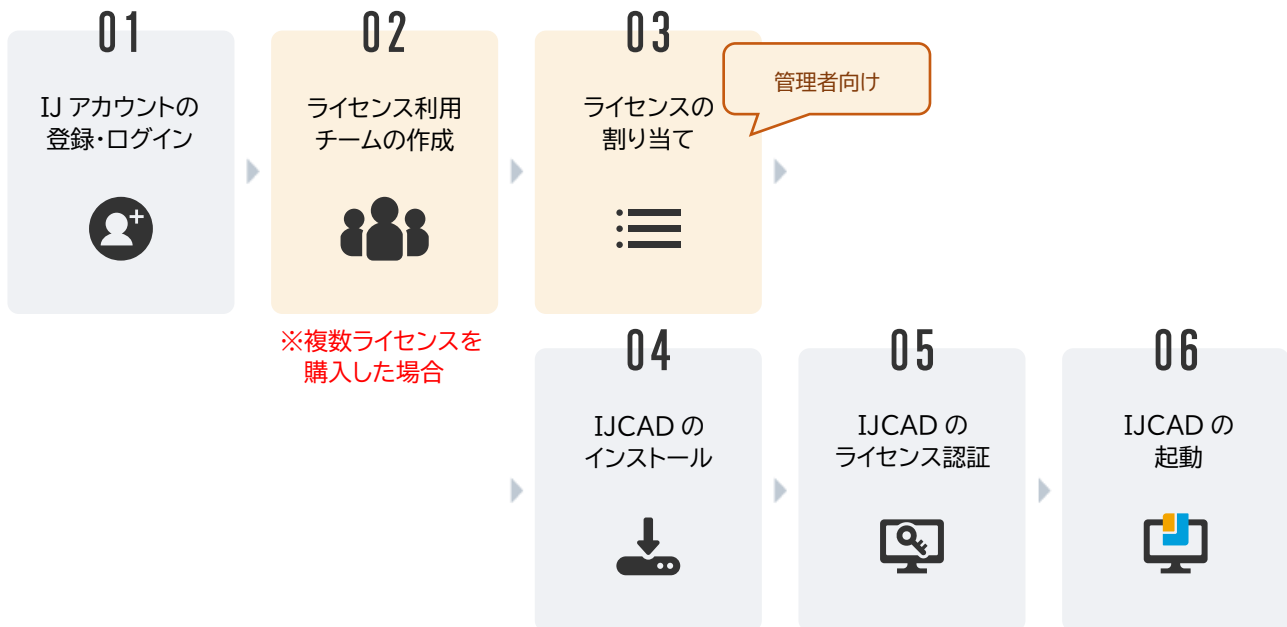 01
IJ アカウントの
登録・ログイン
02
ライセンス利用
チームの作成
※複数ライセンスを
購入した場合
03
ライセンスの
割り当て
管理者向け
04
IJCAD の
インストール
05
IJCAD の
ライセンス認証
06
IJCAD の
起動